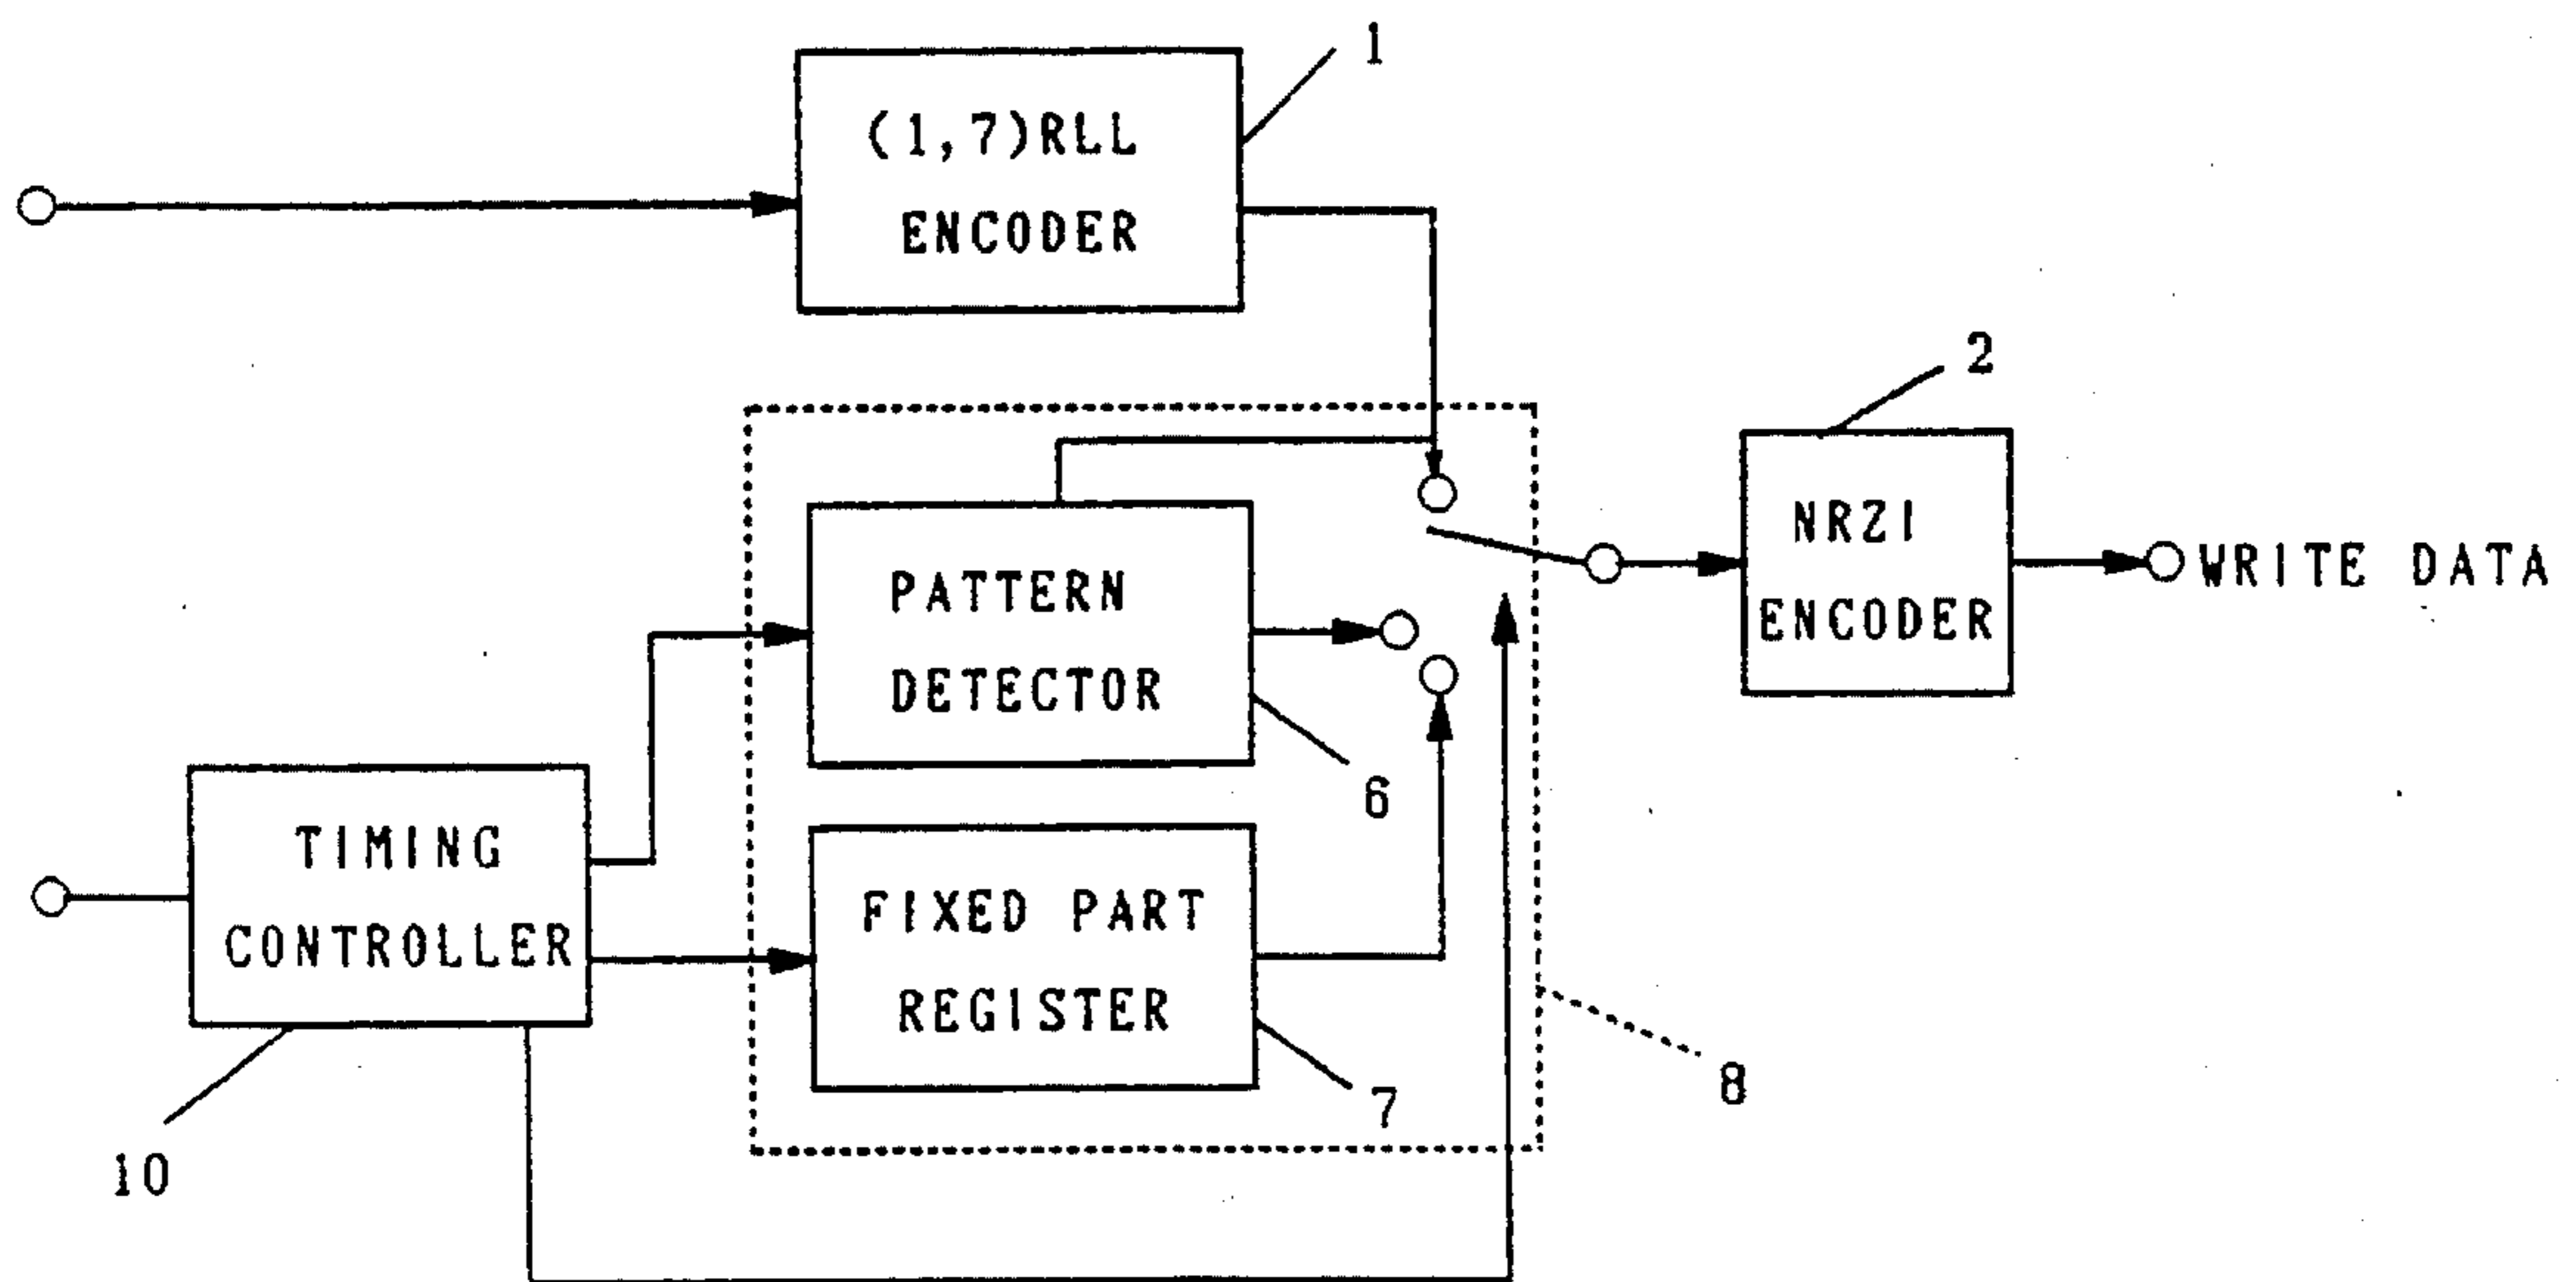 1
(1,7)RLL
ENCODER
2
NRZI
ENCODER
WRITE DATA
PATTERN
DETECTOR
6
TIMING
CONTROLLER
FIXED PART
REGISTER
7
8
10